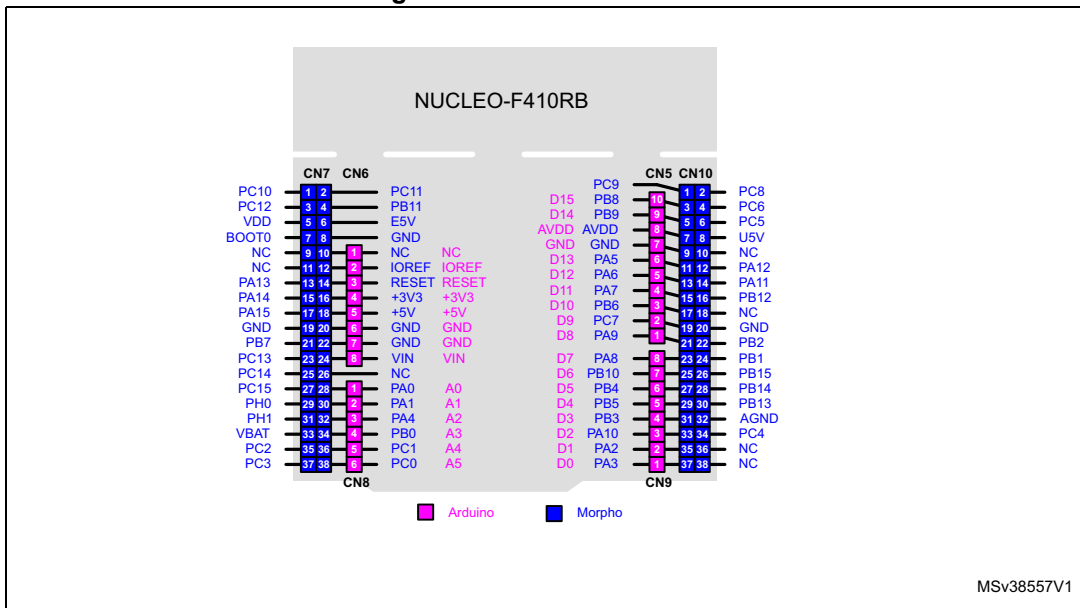 NUCLEO-F410RB
CN7 CN6 CN5 CN10
PC9
PC10 1 2 PC11 D15 PB8 10 1 2 PC8
PC12 3 4 PB11 D14 PB9 9 3 4 PC6
VDD 5 6 E5V AVDD AVDD 8 5 6 PC5
BOOT0 7 8 GND GND GND 7 7 8 U5V
NC 9 10 1 NC NC D13 PA5 6 9 10 NC
NC 11 12 2 IOREF IOREF D12 PA6 5 11 12 PA12
PA13 13 14 3 RESET RESET D11 PA7 4 13 14 PA11
PA14 15 16 4 +3V3 +3V3 D10 PB6 3 15 16 PB12
PA15 17 18 5 +5V +5V D9 PC7 2 17 18 NC
GND 19 20 6 GND GND D8 PA9 1 19 20 GND
PB7 21 22 7 GND GND 21 22 PB2
PC13 23 24 8 VIN VIN D7 PA8 8 23 24 PB1
PC14 25 26 NC D6 PB10 7 25 26 PB15
PC15 27 28 1 PA0 A0 D5 PB4 6 27 28 PB14
PH0 29 30 2 PA1 A1 D4 PB5 5 29 30 PB13
PH1 31 32 3 PA4 A2 D3 PB3 4 31 32 AGND
VBAT 33 34 4 PB0 A3 D2 PA10 3 33 34 PC4
PC2 35 36 5 PC1 A4 D1 PA2 2 35 36 NC
PC3 37 38 6 PC0 A5 D0 PA3 1 37 38 NC
CN8 CN9
Arduino Morpho
MSv38557V1